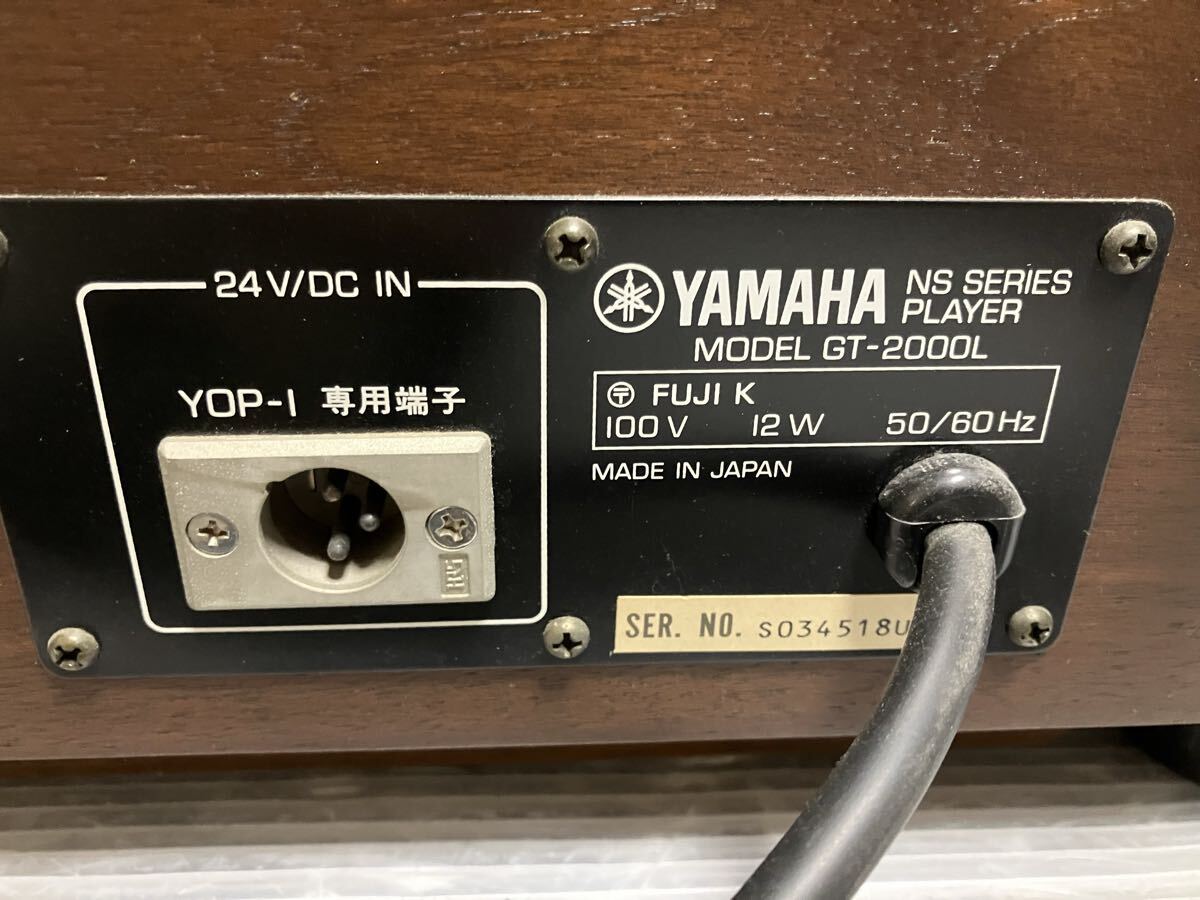 24V/DC IN
YOP-1 専用端子
YAMAHA NS SERIES
PLAYER
MODEL GT-2000L
〒 FUJI K
100V 12W 50/60Hz
MADE IN JAPAN
SER. NO. S034518U